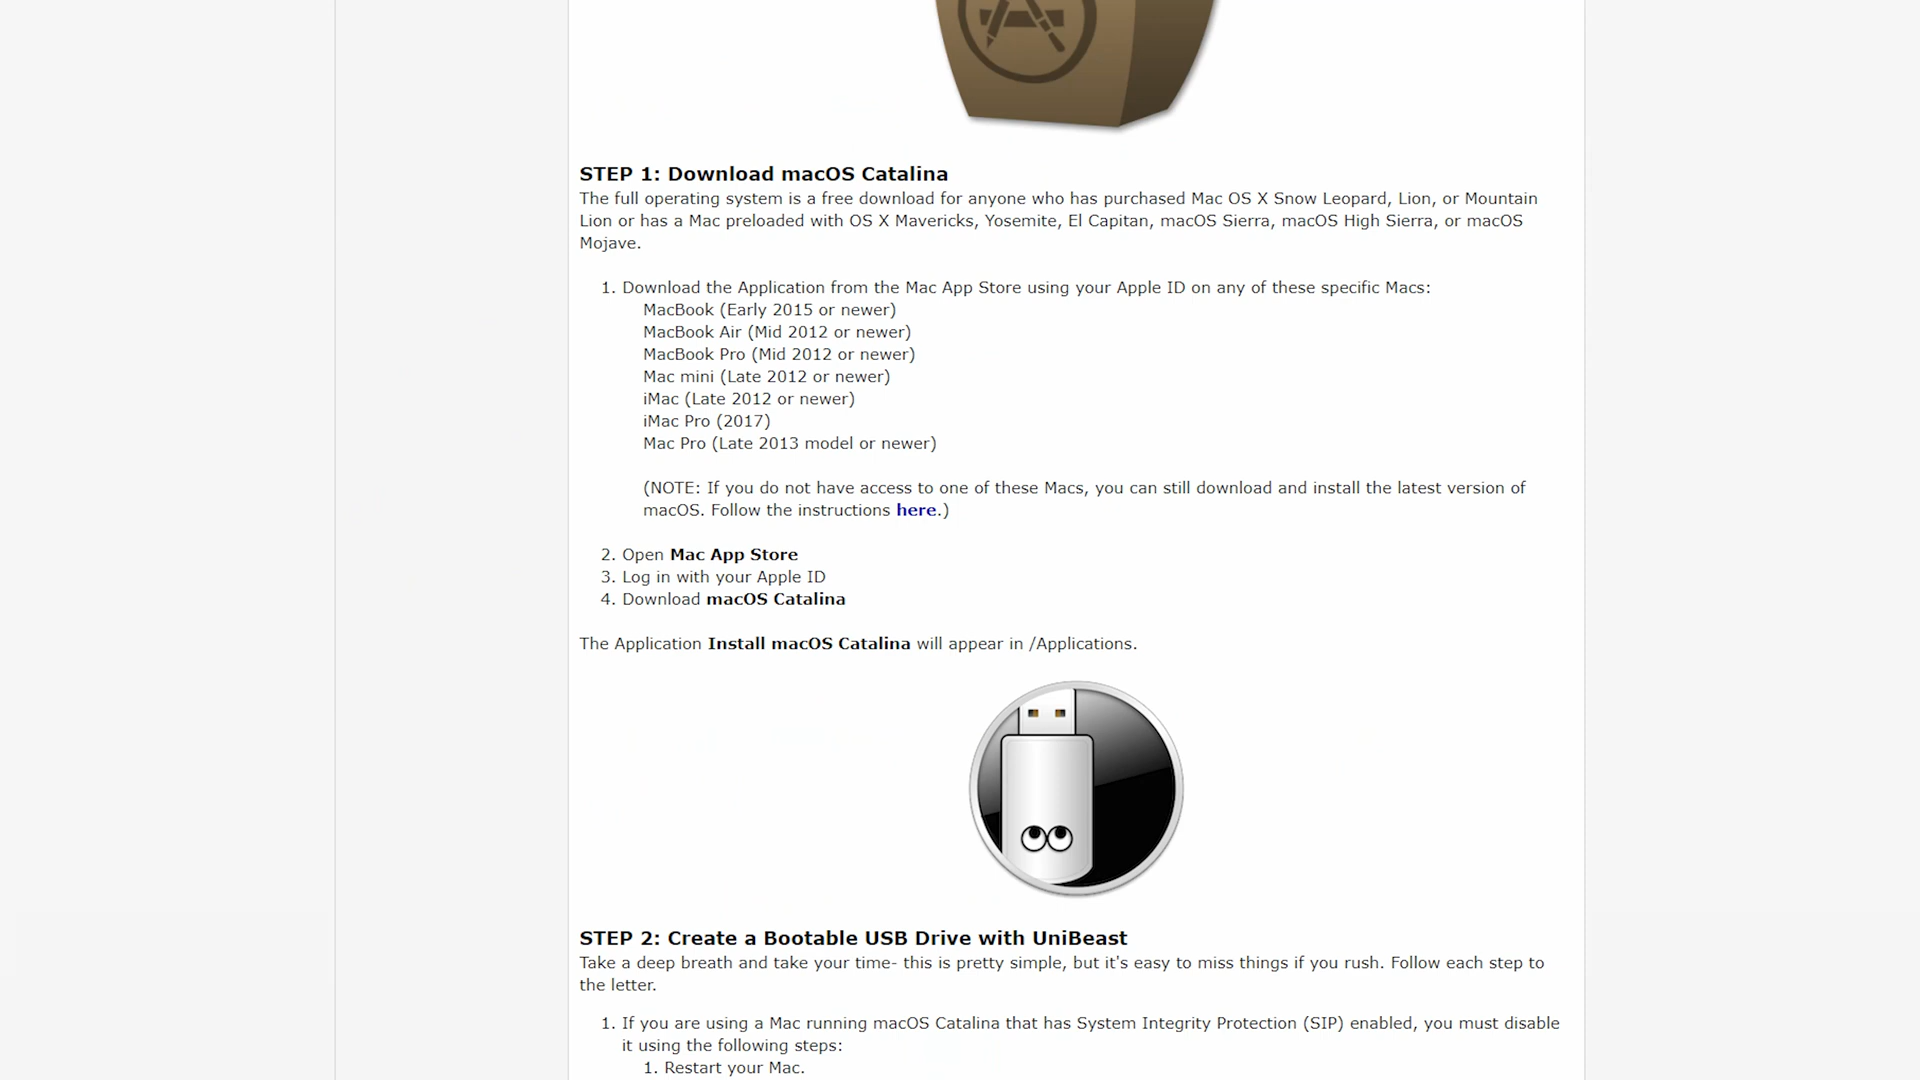 STEP 1: Download macOS Catalina
The full operating system is a free download for anyone who has purchased Mac OS X Snow Leopard, Lion, or Mountain
Lion or has a Mac preloaded with OS X Mavericks, Yosemite, El Capitan, macOS Sierra, macOS High Sierra, or macOS
Mojave.
1. Download the Application from the Mac App Store using your Apple ID on any of these specific Macs:
MacBook (Early 2015 or newer)
MacBook Air (Mid 2012 or newer)
MacBook Pro (Mid 2012 or newer)
Mac mini (Late 2012 or newer)
iMac (Late 2012 or newer)
iMac Pro (2017)
Mac Pro (Late 2013 model or newer)
(NOTE: If you do not have access to one of these Macs, you can still download and install the latest version of
macOS. Follow the instructions here.)
2. Open Mac App Store
3. Log in with your Apple ID
4. Download macOS Catalina
The Application Install macOS Catalina will appear in /Applications.
STEP 2: Create a Bootable USB Drive with UniBeast
Take a deep breath and take your time- this is pretty simple, but it's easy to miss things if you rush. Follow each step to
the letter.
1. If you are using a Mac running macOS Catalina that has System Integrity Protection (SIP) enabled, you must disable
it using the following steps:
1. Restart your Mac.